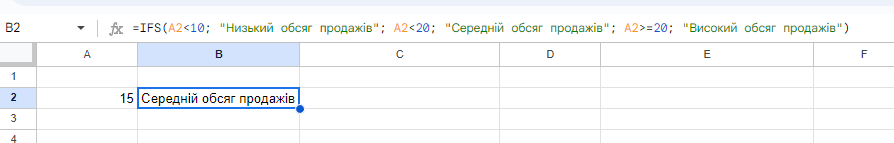 B2 fx =IFS(A2<10; "Низький обсяг продажів"; A2<20; "Середній обсяг продажів"; A2>=20; "Високий обсяг продажів")
A B C D E F
1
2 15 Середній обсяг продажів
3
4